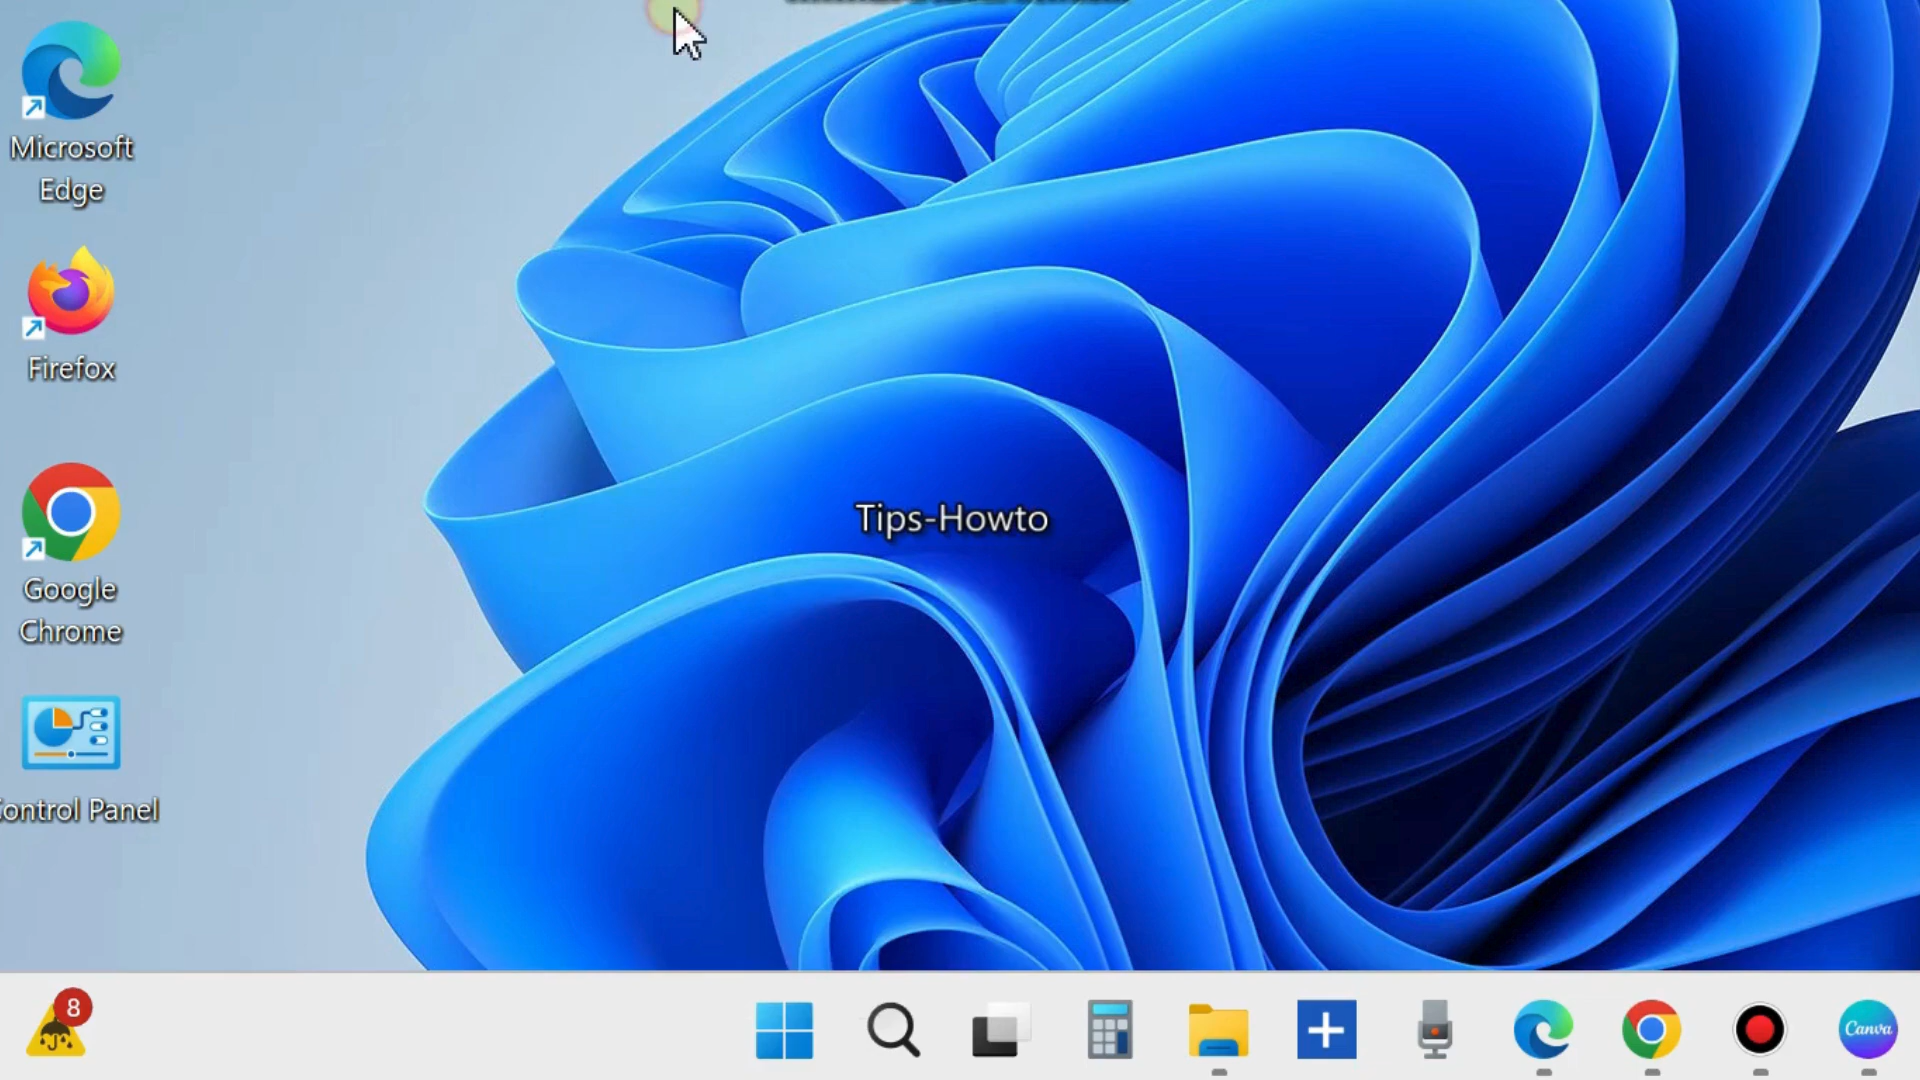 Microsoft
Edge
Firefox
Google
Chrome
ontrol Panel
Tips-Howto
8
Canva